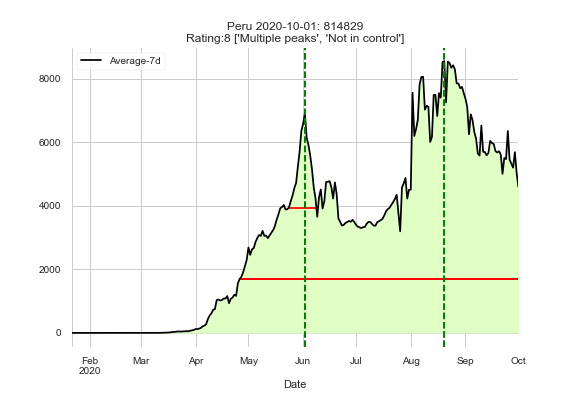 Peru 2020-10-01: 814829
Rating:8 ['Multiple peaks', 'Not in control']
Average-7d
8000
6000
4000
2000
0
Feb Mar Apr May Jun Jul Aug Sep Oct
2020
Date